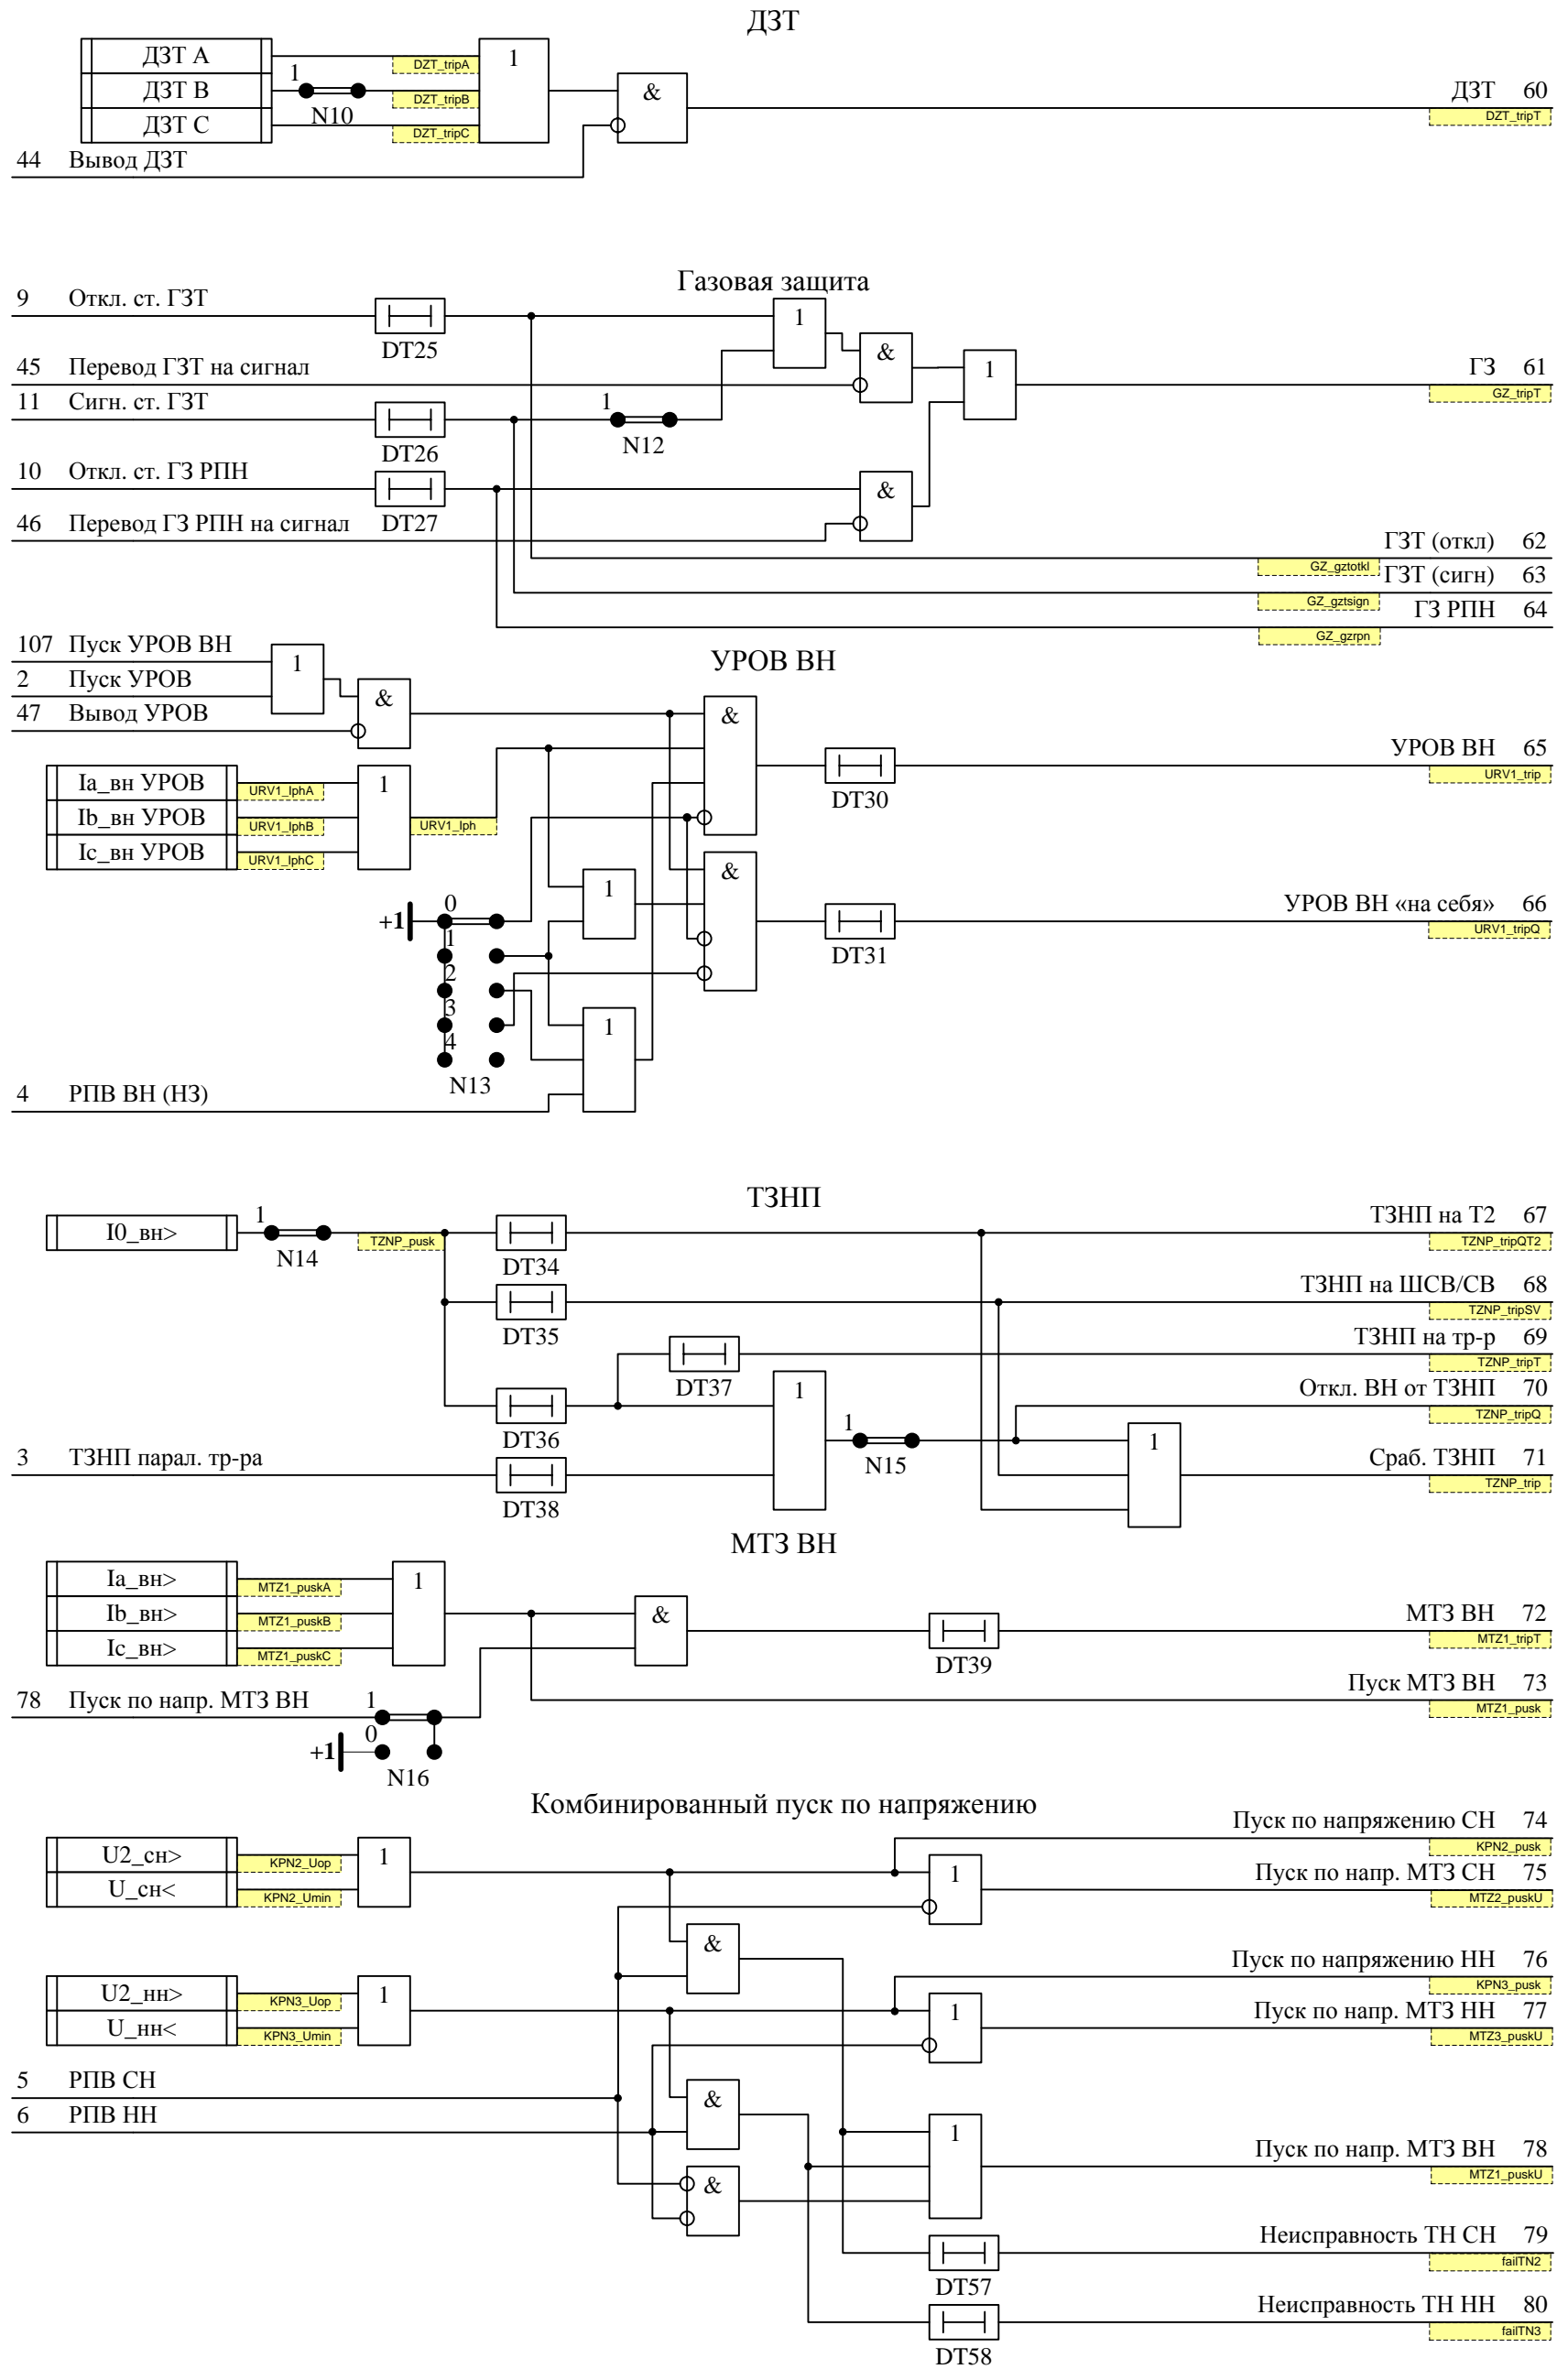 ДЗТ
ДЗТ A
DZT_tripA
1
1
ДЗТ B
N10
DZT_tripB
&
ДЗТ 60
DZT_tripT
ДЗТ C
DZT_tripC
44 Вывод ДЗТ
Газовая защита
9 Откл. ст. ГЗТ
DT25
1
45 Перевод ГЗТ на сигнал
&
1
ГЗ 61
GZ_tripT
11 Сигн. ст. ГЗТ
DT26
1
N12
10 Откл. ст. ГЗ РПН
DT27
&
46 Перевод ГЗ РПН на сигнал
ГЗТ (откл) 62
GZ_gztotkl
ГЗТ (сигн) 63
GZ_gztsign
ГЗ РПН 64
GZ_gzrpn
УРОВ ВН
107 Пуск УРОВ ВН
1
2 Пуск УРОВ
&
47 Вывод УРОВ
&
УРОВ ВН 65
URV1_trip
DT30
Ia_вн УРОВ
URV1_IphA
1
Ib_вн УРОВ
URV1_IphB
URV1_Iph
Ic_вн УРОВ
URV1_IphC
&
1
УРОВ ВН «на себя» 66
URV1_tripQ
DT31
+1
0
1
2
3
4
N13
1
4 РПВ ВН (НЗ)
ТЗНП
I0_вн>
1
N14
TZNP_pusk
DT34
ТЗНП на Т2 67
TZNP_tripQT2
DT35
ТЗНП на ШСВ/СВ 68
TZNP_tripSV
DT37
ТЗНП на тр-р 69
TZNP_tripT
DT36
1
Откл. ВН от ТЗНП 70
TZNP_tripQ
1
N15
1
3 ТЗНП парал. тр-ра
DT38
Сраб. ТЗНП 71
TZNP_trip
МТЗ ВН
Ia_вн>
MTZ1_puskA
1
Ib_вн>
MTZ1_puskB
&
DT39
МТЗ ВН 72
MTZ1_tripT
Ic_вн>
MTZ1_puskC
78 Пуск по напр. МТЗ ВН
1
0
+1
N16
Пуск МТЗ ВН 73
MTZ1_pusk
Комбинированный пуск по напряжению
U2_сн>
KPN2_Uop
1
Пуск по напряжению СН 74
KPN2_pusk
U_сн<
KPN2_Umin
1
Пуск по напр. МТЗ СН 75
MTZ2_puskU
&
U2_нн>
KPN3_Uop
1
Пуск по напряжению НН 76
KPN3_pusk
U_нн<
KPN3_Umin
1
Пуск по напр. МТЗ НН 77
MTZ3_puskU
5 РПВ СН
6 РПВ НН
&
1
Пуск по напр. МТЗ ВН 78
MTZ1_puskU
&
DT57
Неисправность ТН СН 79
failTN2
DT58
Неисправность ТН НН 80
failTN3